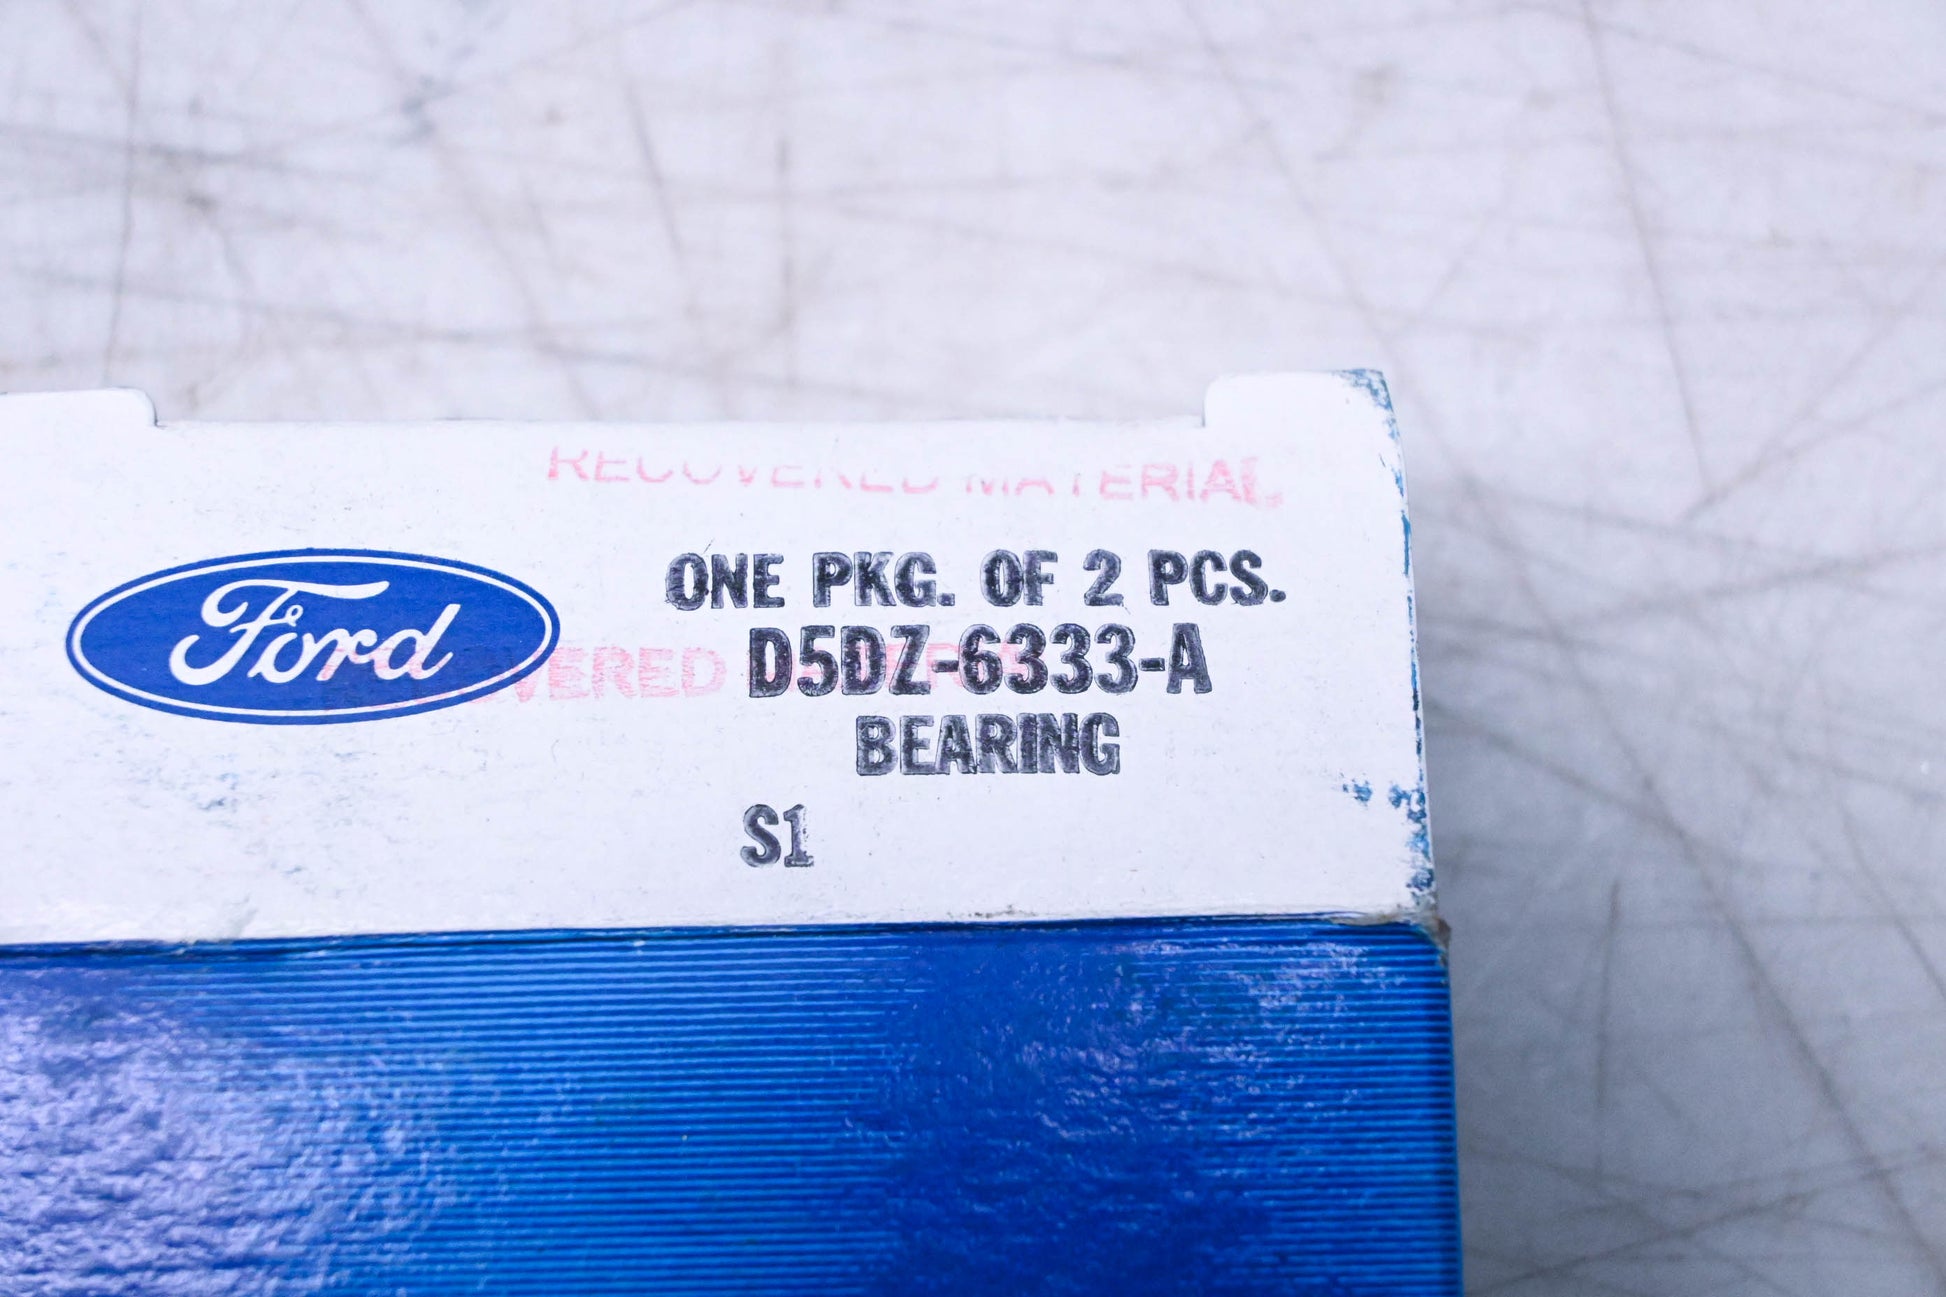 RECOVERED MATERIAL
ONE PKG. OF 2 PCS.
Ford
D5DZ-6333-A
BEARING
S1